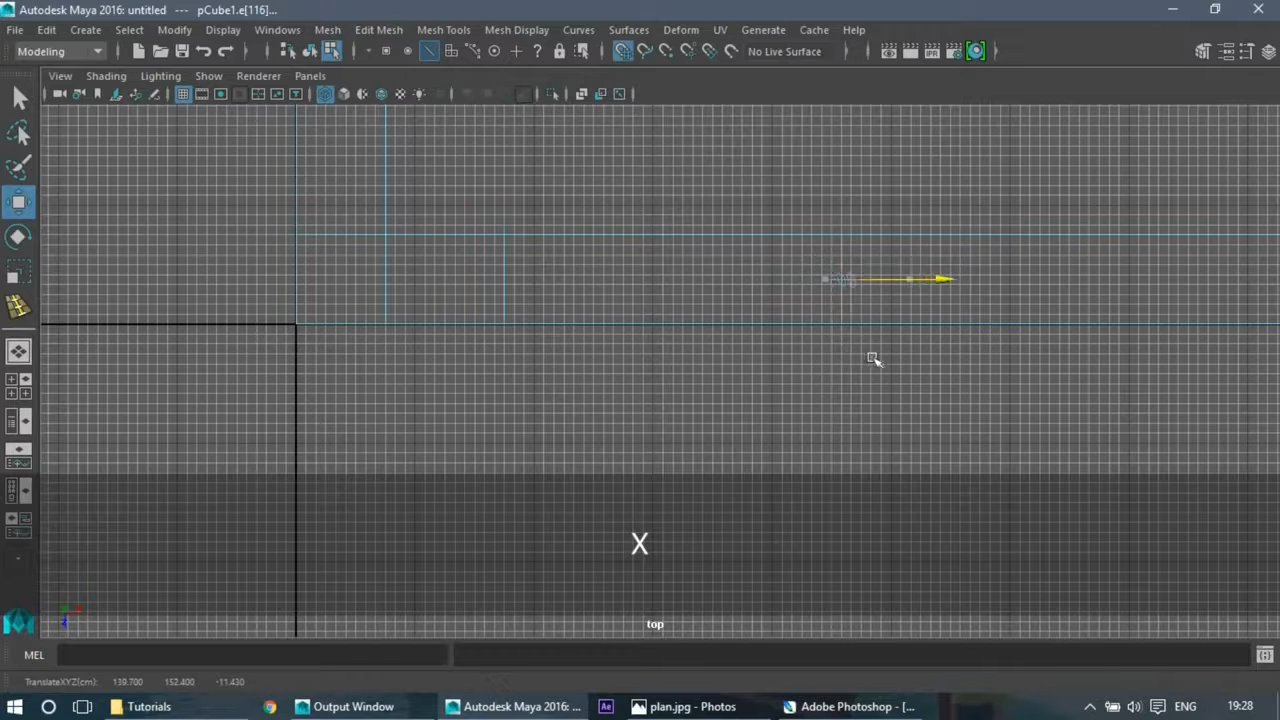 Autodesk Maya 2016: untitled   ---   pCube1.e[116]...
File Edit Create Select Modify Display Windows Mesh Edit Mesh Mesh Tools Mesh Display Curves Surfaces Deform UV Generate Cache Help
Modeling No Live Surface
View Shading Lighting Show Renderer Panels
X
top
MEL
TranslateXYZ(cm): 139.700 152.400 -11.430
Tutorials Output Window Autodesk Maya 2016: ... Ae plan.jpg - Photos Adobe Photoshop - [... ENG 19:28